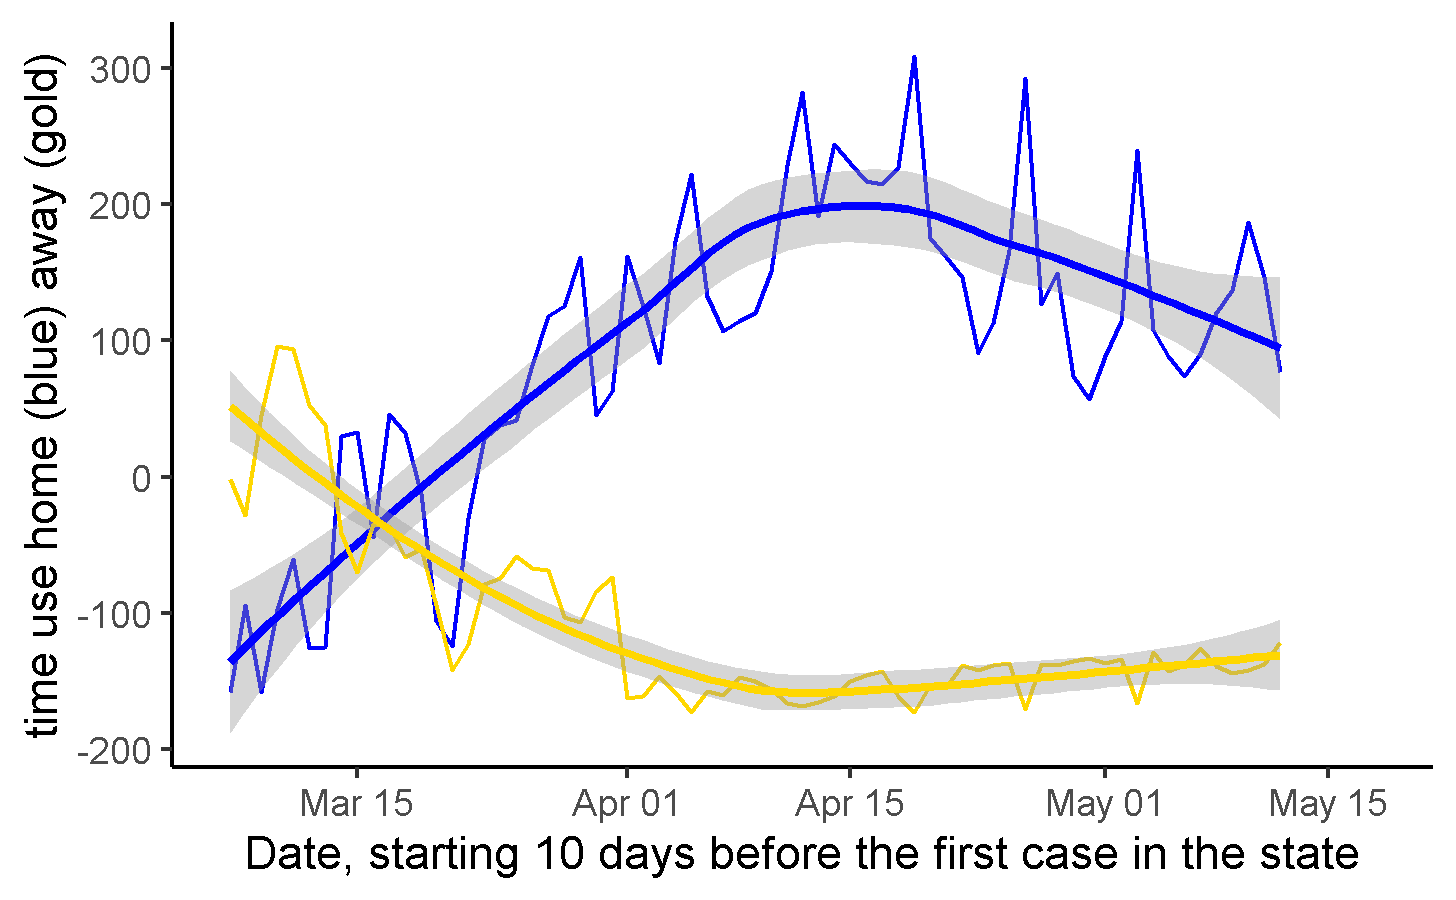 time use home (blue) away (gold)
300
200
100
0
-100
-200
Mar 15
Apr 01
Apr 15
May 01
May 15
Date, starting 10 days before the first case in the state